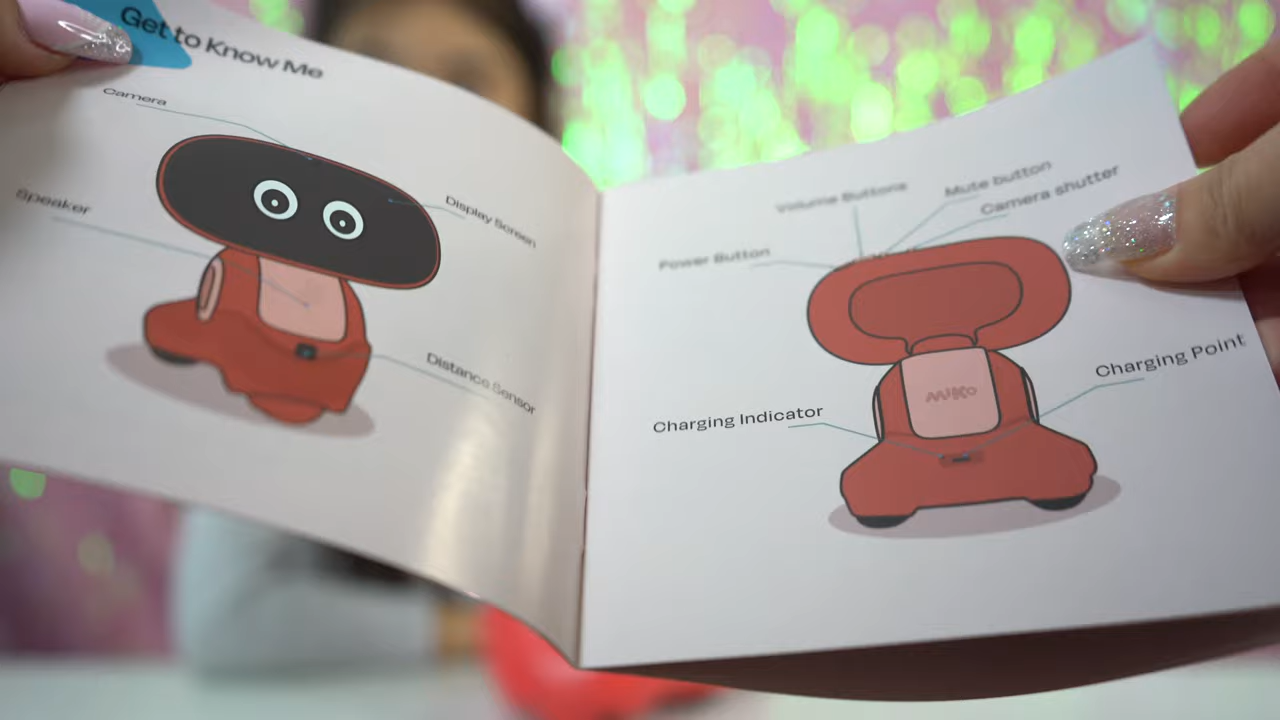 Get to Know Me
Camera
Speaker
Display Screen
Distance Sensor
Volume Buttons
Mute button
Camera shutter
Power Button
Charging Point
Charging Indicator
MIKO